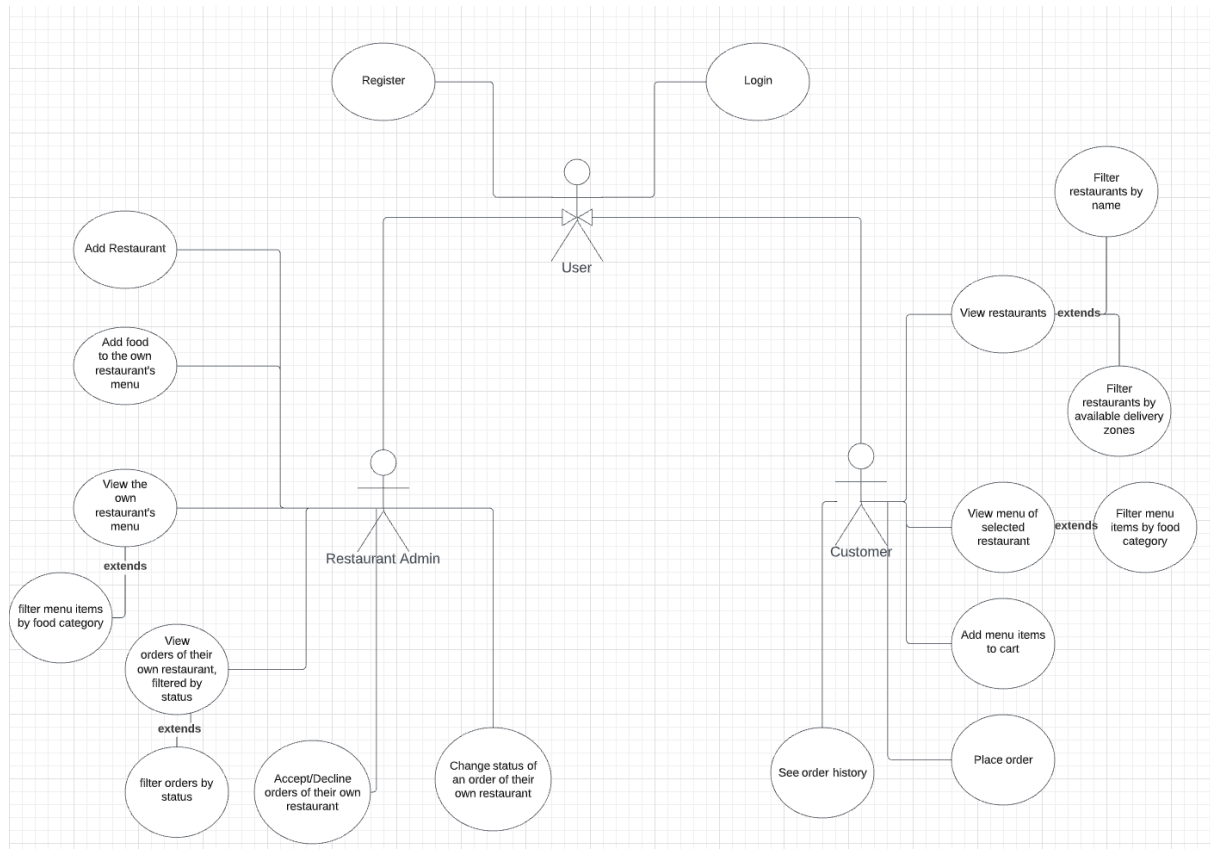 Register
Login
Filter
restaurants by
name
User
Add Restaurant
View restaurants
extends
Add food
to the own
restaurant's
menu
Filter
restaurants by
available delivery
zones
View the
own
restaurant's
menu
extends
filter menu items
by food category
Restaurant Admin
Customer
View menu of
selected
restaurant
extends
Filter menu
items by food
category
View
orders of their
own restaurant,
filtered by
status
extends
filter orders by
status
Accept/Decline
orders of their own
restaurant
Change status of
an order of their
own restaurant
Add menu items
to cart
See order history
Place order